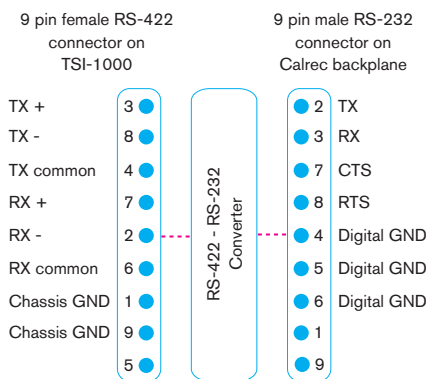 9 pin female RS-422
connector on
TSI-1000
9 pin male RS-232
connector on
Calrec backplane
TX + 3
TX - 8
TX common 4
RX + 7
RX - 2
RX common 6
Chassis GND 1
Chassis GND 9
5
RS-422 - RS-232
Converter
2 TX
3 RX
7 CTS
8 RTS
4 Digital GND
5 Digital GND
6 Digital GND
1
9